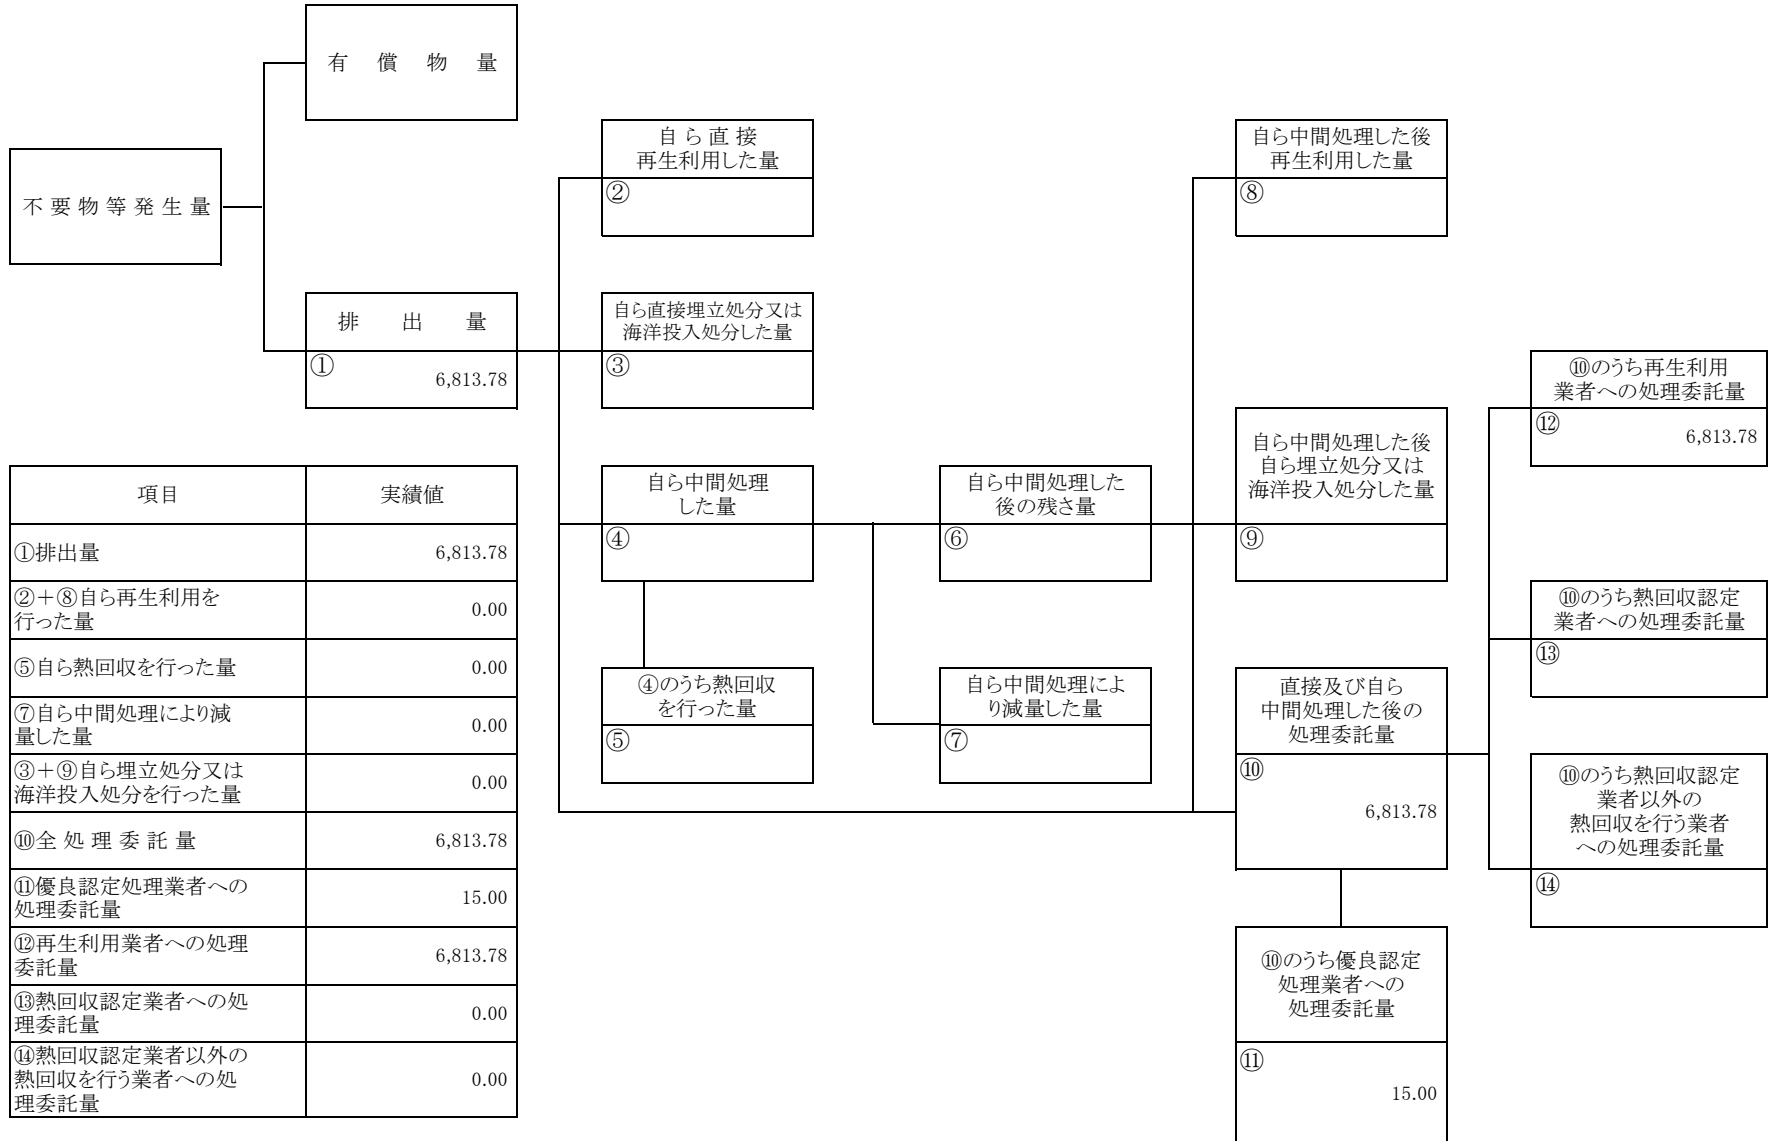 有償物量
不要物等発生量
排出量
①
6,813.78
自ら直接
再生利用した量
②
自ら直接埋立処分又は
海洋投入処分した量
③
自ら中間処理
した量
④
④のうち熱回収
を行った量
⑤
自ら中間処理した
後の残さ量
⑥
自ら中間処理によ
り減量した量
⑦
自ら中間処理した後
再生利用した量
⑧
自ら中間処理した後
自ら埋立処分又は
海洋投入処分した量
⑨
直接及び自ら
中間処理した後の
処理委託量
⑩
6,813.78
⑩のうち優良認定
処理業者への
処理委託量
⑪
15.00
⑩のうち再生利用
業者への処理委託量
⑫
6,813.78
⑩のうち熱回収認定
業者への処理委託量
⑬
⑩のうち熱回収認定
業者以外の
熱回収を行う業者
への処理委託量
⑭
項目 実績値
①排出量 6,813.78
②+⑧自ら再生利用を
行った量 0.00
⑤自ら熱回収を行った量 0.00
⑦自ら中間処理により減
量した量 0.00
③+⑨自ら埋立処分又は
海洋投入処分を行った量 0.00
⑩全処理委託量 6,813.78
⑪優良認定処理業者への
処理委託量 15.00
⑫再生利用業者への処理
委託量 6,813.78
⑬熱回収認定業者への処
理委託量 0.00
⑭熱回収認定業者以外の
熱回収を行う業者への処
理委託量 0.00